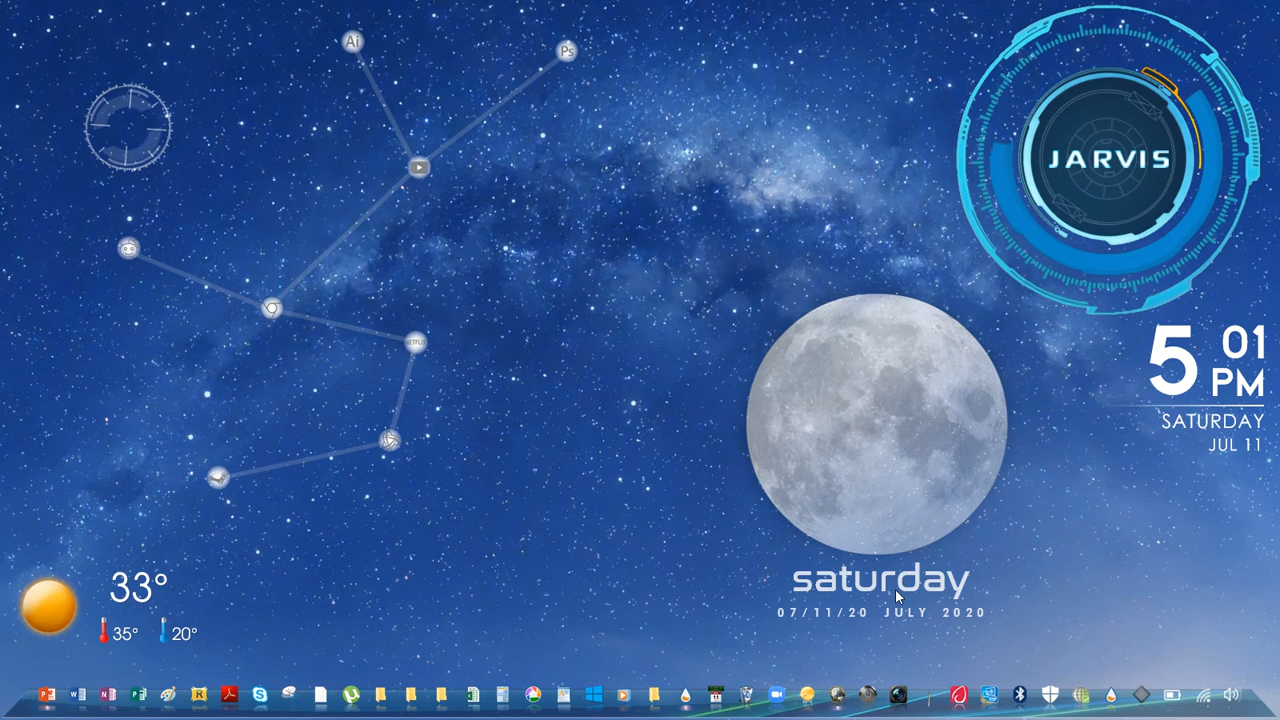 Ai
Ps
JARVIS
NETFLIX
5 01
PM
SATURDAY
JUL 11
33°
35° 20°
saturday
07/11/20 JULY 2020